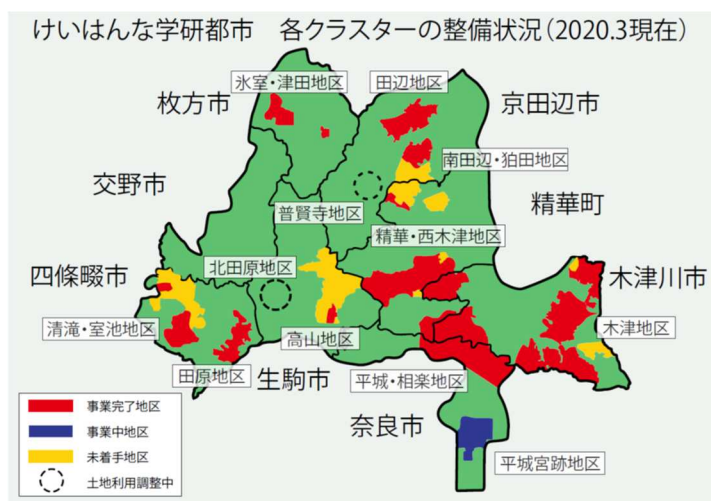 けいはんな学研都市　各クラスターの整備状況（2020.3現在）
氷室・津田地区
田辺地区
枚方市
京田辺市
南田辺・狛田地区
交野市
普賢寺地区
精華町
精華・西木津地区
北田原地区
四條畷市
木津川市
清滝・室池地区
高山地区
木津地区
田原地区
生駒市
平城・相楽地区
奈良市
平城宮跡地区
事業完了地区
事業中地区
未着手地区
土地利用調整中